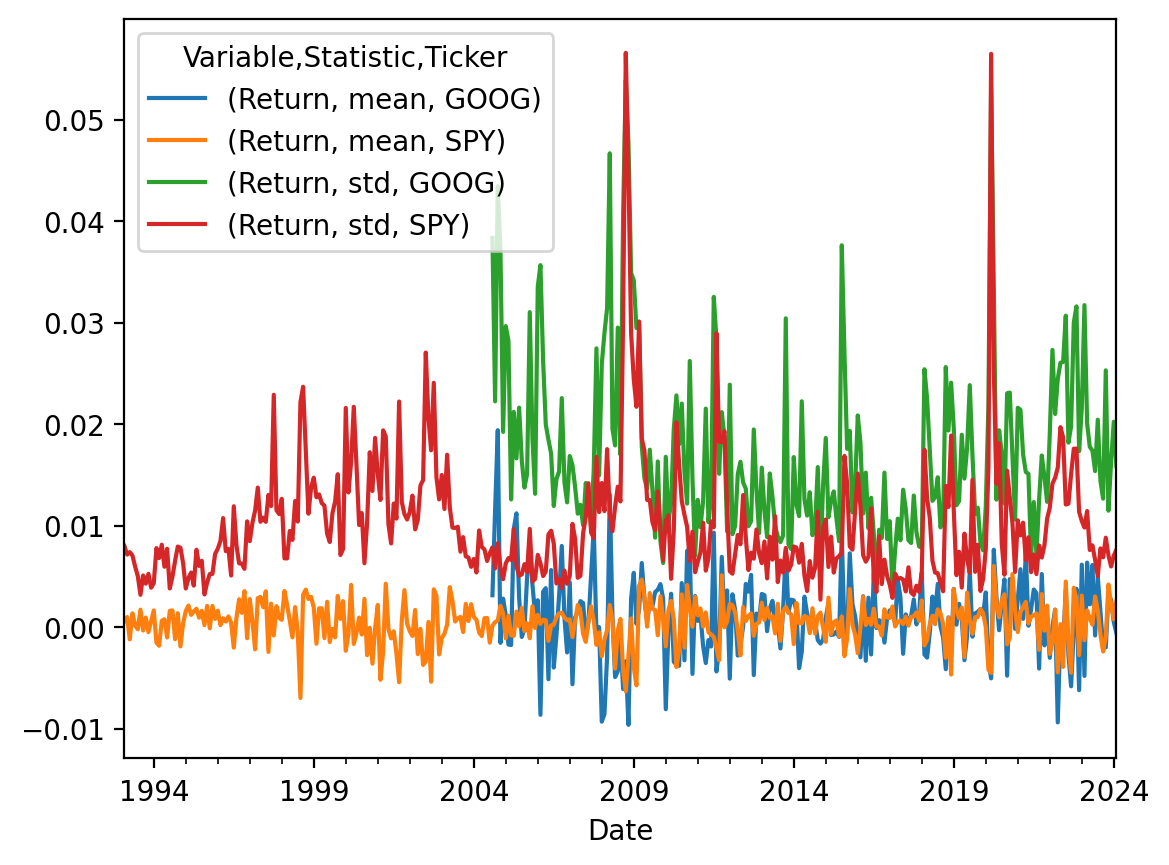 Variable,Statistic,Ticker
(Return, mean, GOOG)
(Return, mean, SPY)
(Return, std, GOOG)
(Return, std, SPY)
0.05
0.04
0.03
0.02
0.01
0.00
−0.01
1994 1999 2004 2009 2014 2019 2024
Date